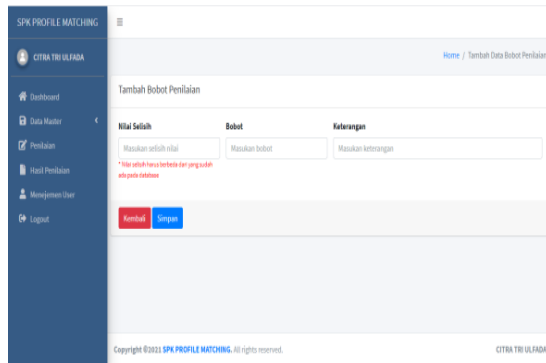 SPK PROFILE MATCHING
CITRA TRI ULFADA
Dashboard
Data Master
Penilaian
Hasil Penilaian
Menejemen User
Logout
Home / Tambah Data Bobot Penilaian
Tambah Bobot Penilaian
Nilai Selisih Bobot Keterangan
Masukan selisih nilai Masukan bobot Masukan keterangan
* Nilai selisih harus berbeda dari yang sudah
ada pada database
Kembali Simpan
Copyright ©2021 SPK PROFILE MATCHING. All rights reserved. CITRA TRI ULFADA